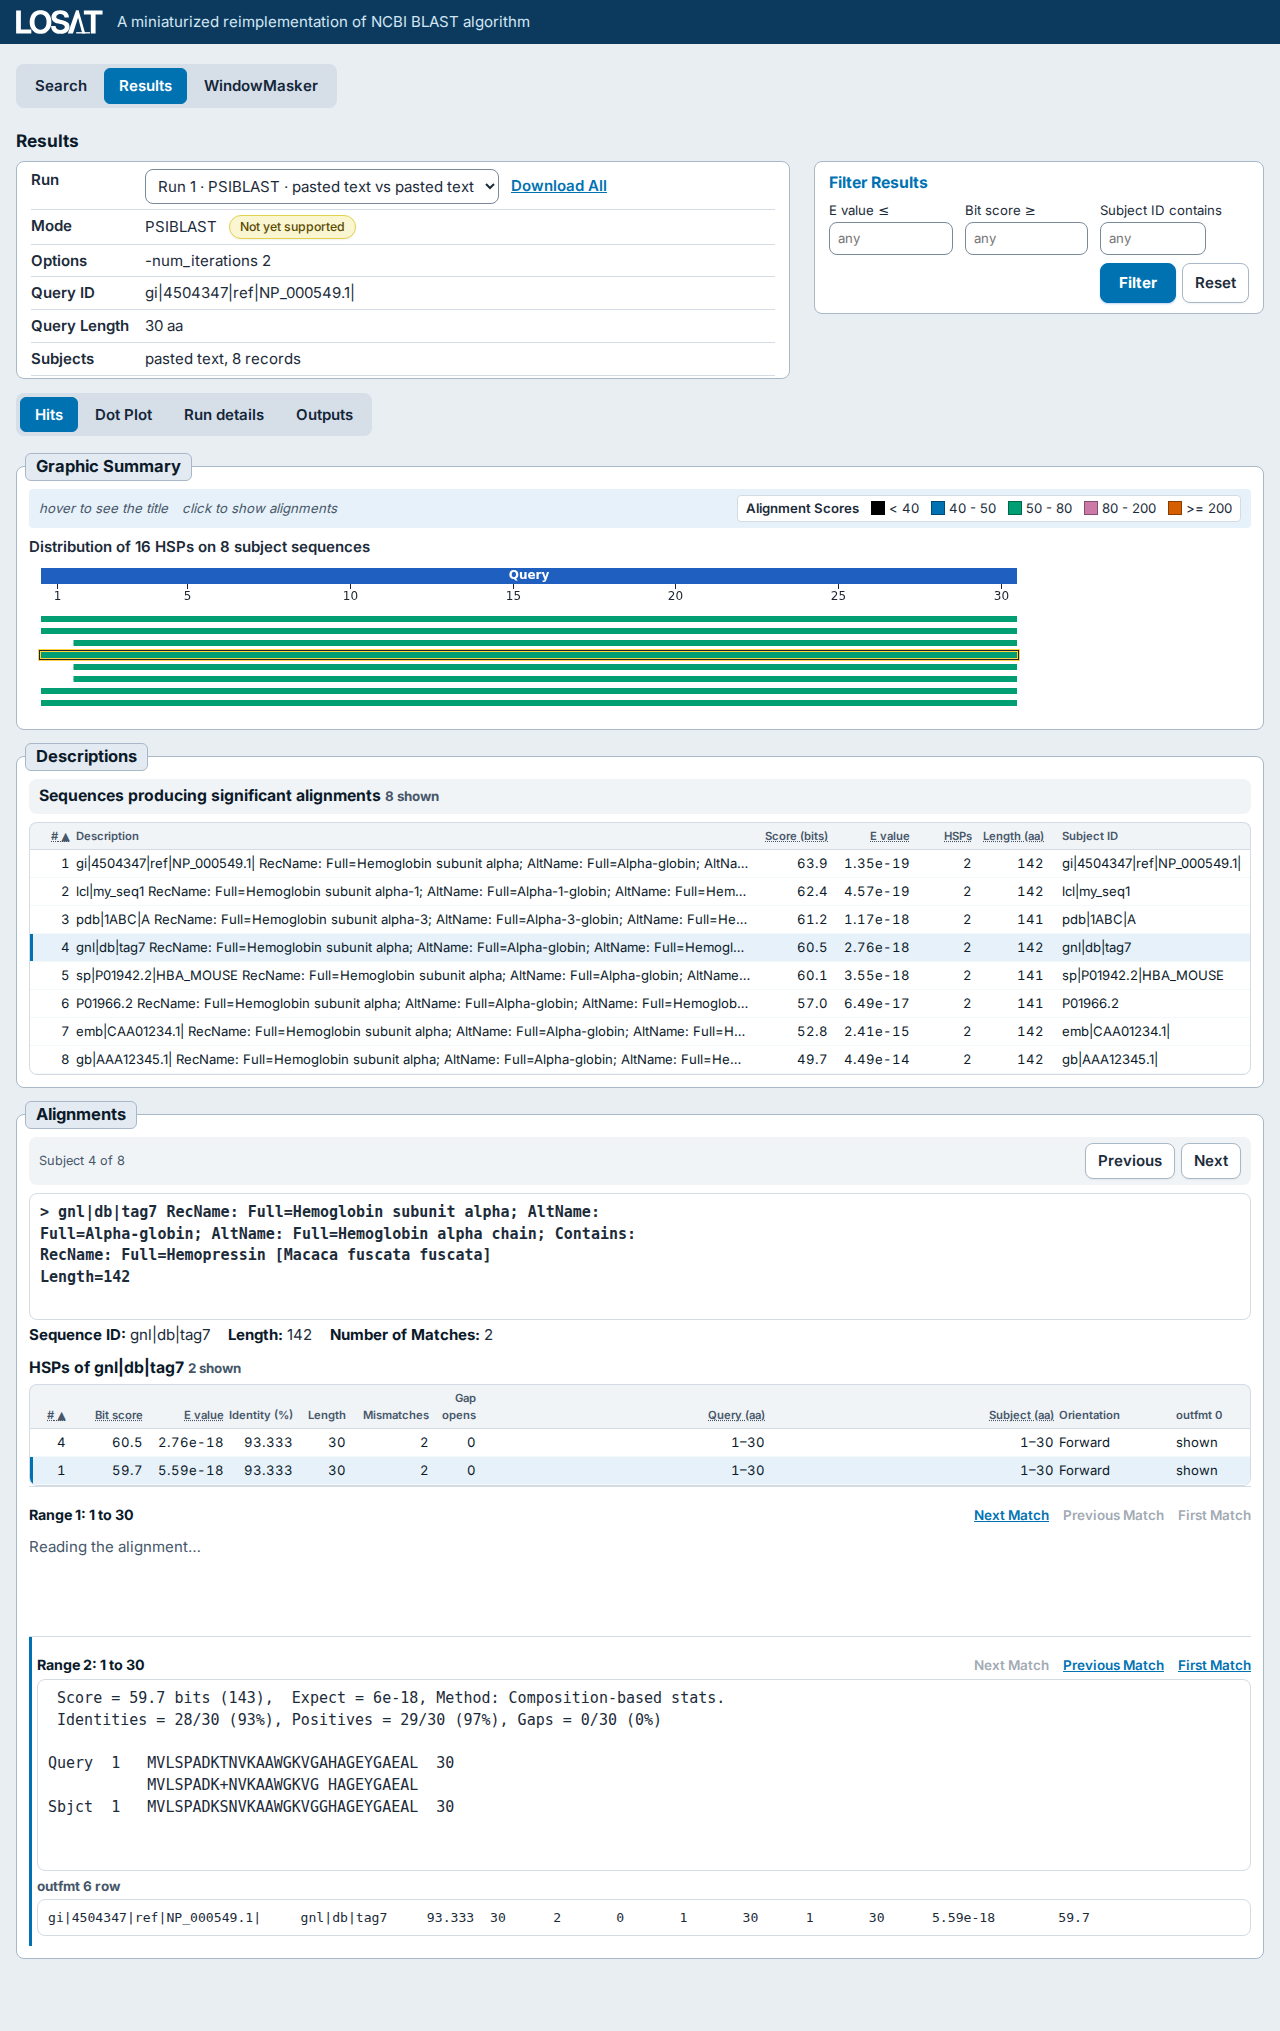 LOSAT A miniaturized reimplementation of NCBI BLAST algorithm
Search Results WindowMasker
Results
Run Run 1 · PSIBLAST · pasted text vs pasted text Download All
Mode PSIBLAST Not yet supported
Options -num_iterations 2
Query ID gi|4504347|ref|NP_000549.1|
Query Length 30 aa
Subjects pasted text, 8 records
Filter Results
E value ≤ Bit score ≥ Subject ID contains
any any any
Filter Reset
Hits Dot Plot Run details Outputs
Graphic Summary
hover to see the title click to show alignments Alignment Scores < 40 40 - 50 50 - 80 80 - 200 >= 200
Distribution of 16 HSPs on 8 subject sequences
Query
1 5 10 15 20 25 30
Descriptions
Sequences producing significant alignments 8 shown
# ▲ Description Score (bits) E value HSPs Length (aa) Subject ID
1 gi|4504347|ref|NP_000549.1| RecName: Full=Hemoglobin subunit alpha; AltName: Full=Alpha-globin; AltNa... 63.9 1.35e-19 2 142 gi|4504347|ref|NP_000549.1|
2 lcl|my_seq1 RecName: Full=Hemoglobin subunit alpha-1; AltName: Full=Alpha-1-globin; AltName: Full=Hem... 62.4 4.57e-19 2 142 lcl|my_seq1
3 pdb|1ABC|A RecName: Full=Hemoglobin subunit alpha-3; AltName: Full=Alpha-3-globin; AltName: Full=He... 61.2 1.17e-18 2 141 pdb|1ABC|A
4 gnl|db|tag7 RecName: Full=Hemoglobin subunit alpha; AltName: Full=Alpha-globin; AltName: Full=Hemogl... 60.5 2.76e-18 2 142 gnl|db|tag7
5 sp|P01942.2|HBA_MOUSE RecName: Full=Hemoglobin subunit alpha; AltName: Full=Alpha-globin; AltName... 60.1 3.55e-18 2 141 sp|P01942.2|HBA_MOUSE
6 P01966.2 RecName: Full=Hemoglobin subunit alpha; AltName: Full=Alpha-globin; AltName: Full=Hemoglob... 57.0 6.49e-17 2 141 P01966.2
7 emb|CAA01234.1| RecName: Full=Hemoglobin subunit alpha; AltName: Full=Alpha-globin; AltName: Full=H... 52.8 2.41e-15 2 142 emb|CAA01234.1|
8 gb|AAA12345.1| RecName: Full=Hemoglobin subunit alpha; AltName: Full=Alpha-globin; AltName: Full=He... 49.7 4.49e-14 2 142 gb|AAA12345.1|
Alignments
Subject 4 of 8 Previous Next
> gnl|db|tag7 RecName: Full=Hemoglobin subunit alpha; AltName:
Full=Alpha-globin; AltName: Full=Hemoglobin alpha chain; Contains:
RecName: Full=Hemopressin [Macaca fuscata fuscata]
Length=142
Sequence ID: gnl|db|tag7 Length: 142 Number of Matches: 2
HSPs of gnl|db|tag7 2 shown
# ▲ Bit score E value Identity (%) Length Mismatches Gap opens Query (aa) Subject (aa) Orientation outfmt 0
4 60.5 2.76e-18 93.333 30 2 0 1–30 1–30 Forward shown
1 59.7 5.59e-18 93.333 30 2 0 1–30 1–30 Forward shown
Range 1: 1 to 30 Next Match Previous Match First Match
Reading the alignment...
Range 2: 1 to 30 Next Match Previous Match First Match
Score = 59.7 bits (143), Expect = 6e-18, Method: Composition-based stats.
Identities = 28/30 (93%), Positives = 29/30 (97%), Gaps = 0/30 (0%)
Query 1 MVLSPADKTNVKAAWGKVGAHAGEYGAEAL 30
MVLSPADK+NVKAAWGKVG HAGEYGAEAL
Sbjct 1 MVLSPADKSNVKAAWGKVGGHAGEYGAEAL 30
outfmt 6 row
gi|4504347|ref|NP_000549.1| gnl|db|tag7 93.333 30 2 0 1 30 1 30 5.59e-18 59.7